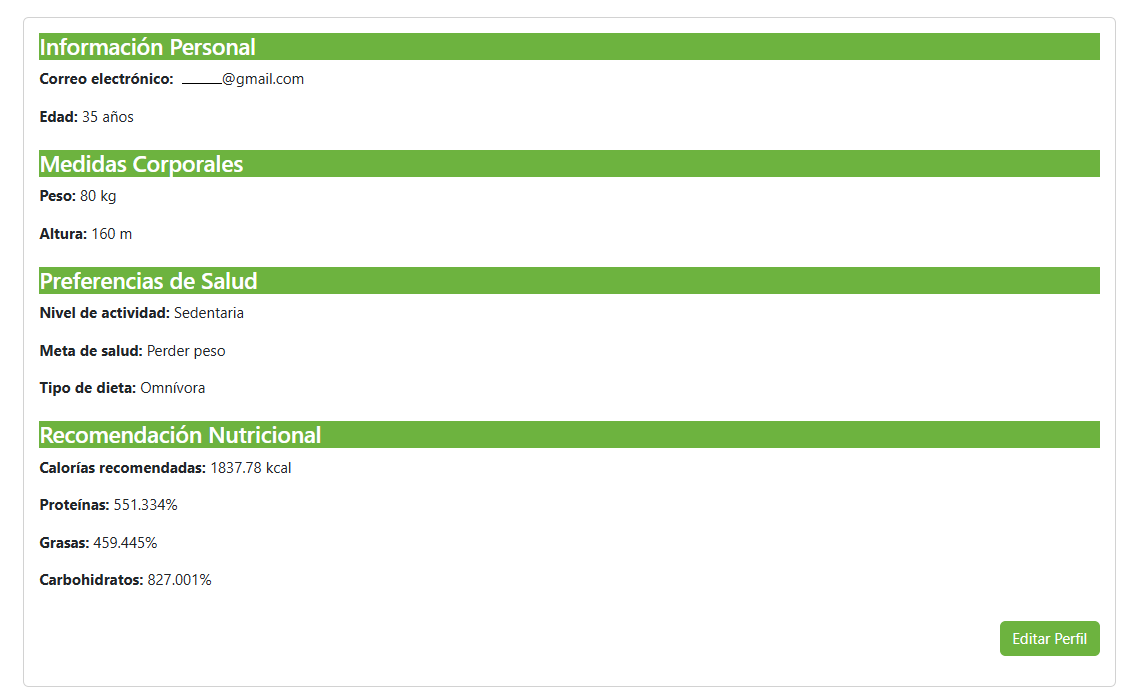 Información Personal
Correo electrónico: ______@gmail.com
Edad: 35 años
Medidas Corporales
Peso: 80 kg
Altura: 160 m
Preferencias de Salud
Nivel de actividad: Sedentaria
Meta de salud: Perder peso
Tipo de dieta: Omnívora
Recomendación Nutricional
Calorías recomendadas: 1837.78 kcal
Proteínas: 551.334%
Grasas: 459.445%
Carbohidratos: 827.001%
Editar Perfil